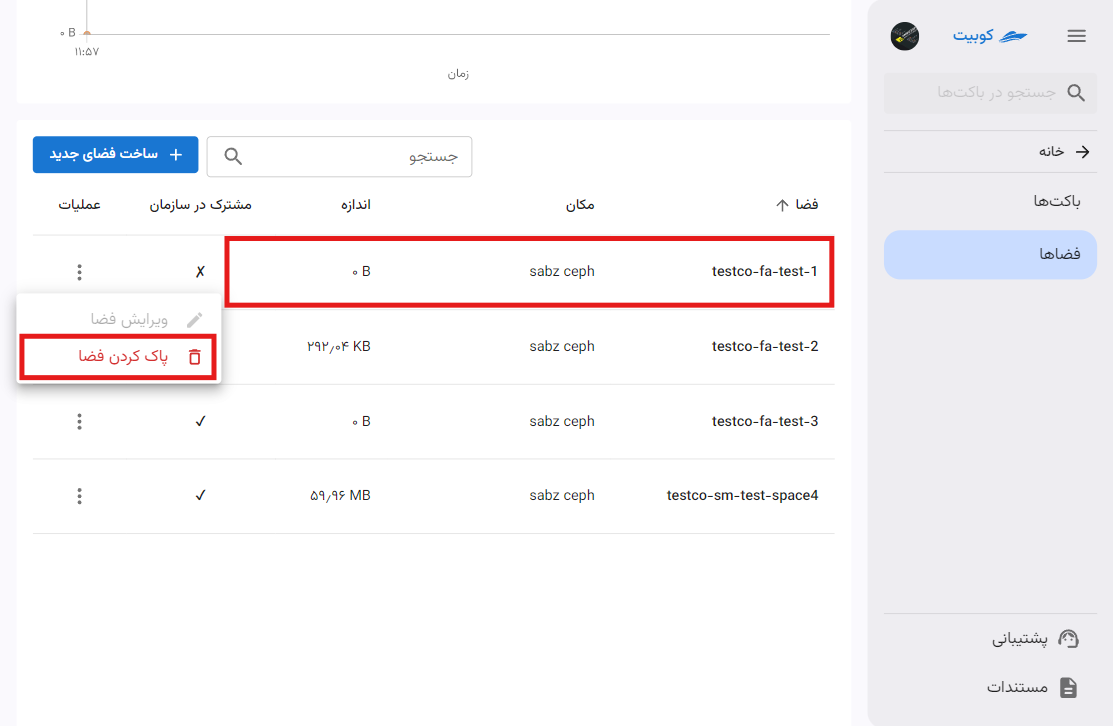 کوبیت
جستجو در باکت‌ها
خانه
باکت‌ها
فضاها
پشتیبانی
مستندات
۰ B
۱۱:۵۷
زمان
جستجو
ساخت فضای جدید
فضا مکان اندازه مشترک در سازمان عملیات
testco-fa-test-1 sabz ceph ۰ B ✗
ویرایش فضا
پاک کردن فضا
testco-fa-test-2 sabz ceph ۲۹۲٫۰۴ KB
testco-fa-test-3 sabz ceph ۰ B ✓
testco-sm-test-space4 sabz ceph ۵۹٫۹۶ MB ✓